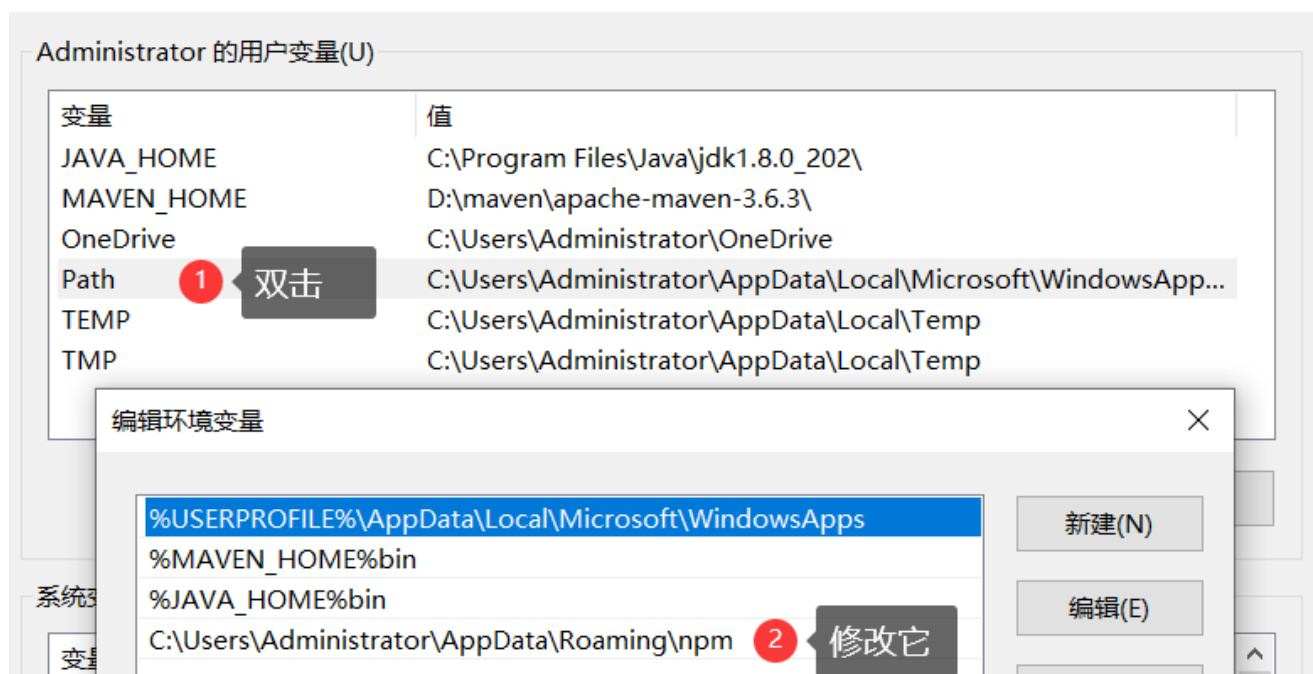 Administrator 的用户变量(U)
变量 值
JAVA_HOME C:\Program Files\Java\jdk1.8.0_202\
MAVEN_HOME D:\maven\apache-maven-3.6.3\
OneDrive C:\Users\Administrator\OneDrive
Path 1 双击 C:\Users\Administrator\AppData\Local\Microsoft\WindowsApp...
TEMP C:\Users\Administrator\AppData\Local\Temp
TMP C:\Users\Administrator\AppData\Local\Temp
编辑环境变量
%USERPROFILE%\AppData\Local\Microsoft\WindowsApps 新建(N)
%MAVEN_HOME%bin
%JAVA_HOME%bin 编辑(E)
C:\Users\Administrator\AppData\Roaming\npm 2 修改它
系统